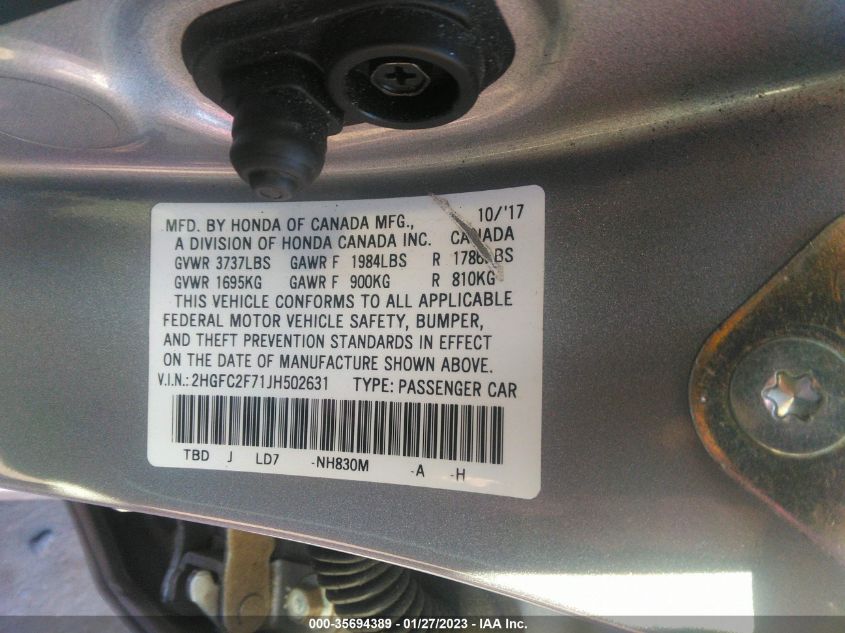 MFD. BY HONDA OF CANADA MFG., 10/'17
A DIVISION OF HONDA CANADA INC. CANADA
GVWR 3737LBS GAWR F 1984LBS R 1786LBS
GVWR 1695KG GAWR F 900KG R 810KG
THIS VEHICLE CONFORMS TO ALL APPLICABLE
FEDERAL MOTOR VEHICLE SAFETY, BUMPER,
AND THEFT PREVENTION STANDARDS IN EFFECT
ON THE DATE OF MANUFACTURE SHOWN ABOVE.
V.I.N.: 2HGFC2F71JH502631 TYPE: PASSENGER CAR
TBD J LD7 -NH830M -A -H
000-35694389 - 01/27/2023 - IAA Inc.